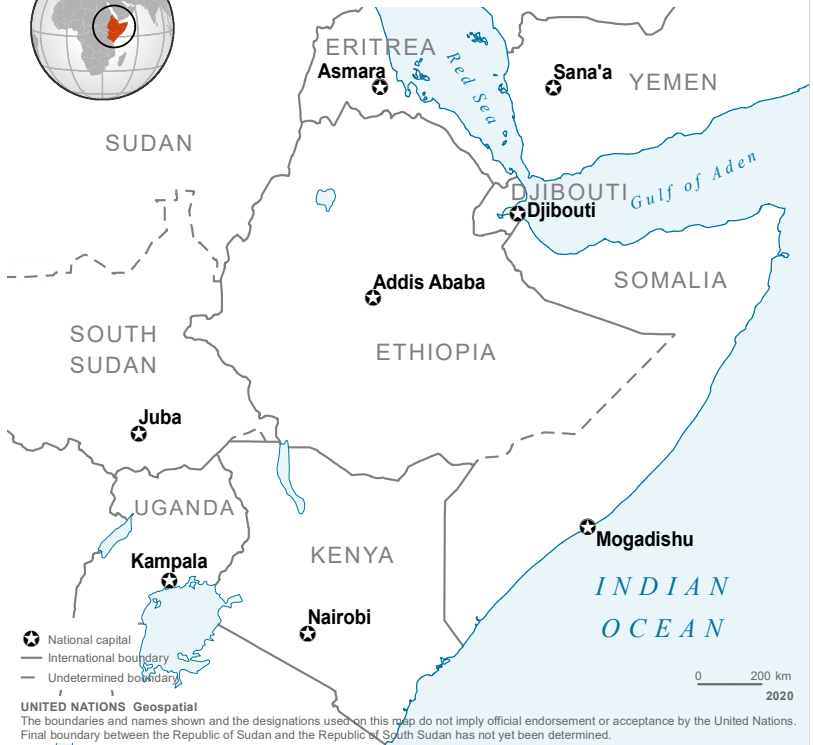 ERITREA
Asmara
Red Sea
Sana'a
YEMEN
SUDAN
DJIBOUTI
Djibouti
Gulf of Aden
Addis Ababa
SOMALIA
SOUTH
SUDAN
ETHIOPIA
Juba
UGANDA
Kampala
KENYA
Mogadishu
INDIAN
OCEAN
Nairobi
National capital
International boundary
Undetermined boundary
0 200 km
2020
UNITED NATIONS Geospatial
The boundaries and names shown and the designations used on this map do not imply official endorsement or acceptance by the United Nations.
Final boundary between the Republic of Sudan and the Republic of South Sudan has not yet been determined.